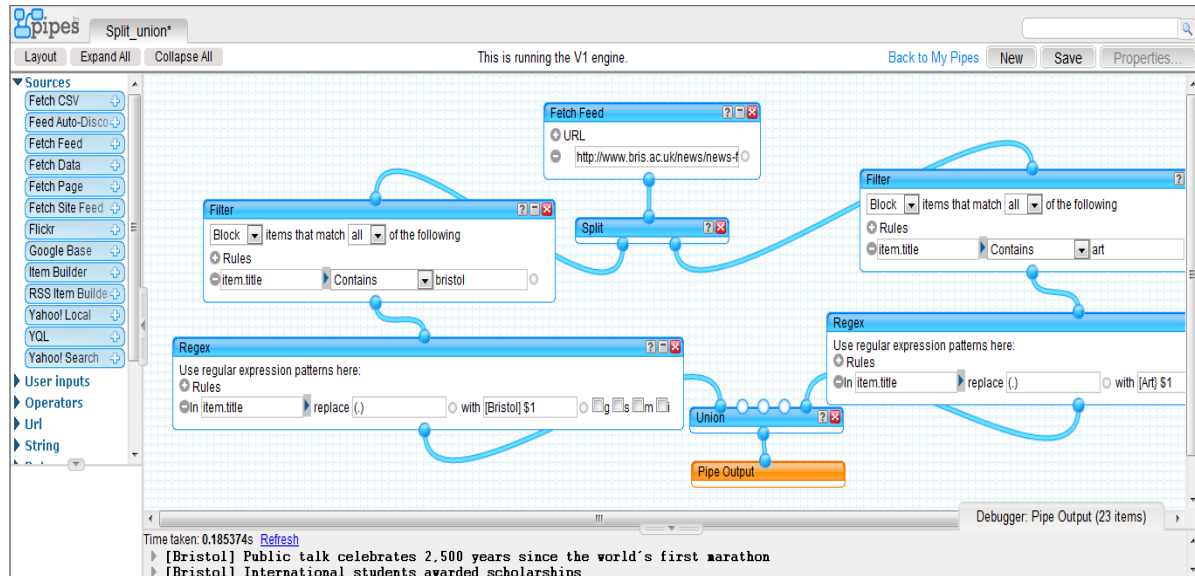 pipes
Split_union*
Layout Expand All Collapse All This is running the V1 engine. Back to My Pipes New Save Properties...
Sources
Fetch CSV
Feed Auto-Disco
Fetch Feed
Fetch Data
Fetch Page
Fetch Site Feed
Flickr
Google Base
Item Builder
RSS Item Builde
Yahoo! Local
YQL
Yahoo! Search
User inputs
Operators
Url
String
Fetch Feed
URL
http://www.bris.ac.uk/news/news-f
Split
Filter
Block items that match all of the following
Rules
item.title Contains bristol
Regex
Use regular expression patterns here:
Rules
In item.title replace (.) with [Bristol] $1 g s m i
Filter
Block items that match all of the following
Rules
item.title Contains art
Regex
Use regular expression patterns here:
Rules
In item.title replace (.) with [Art} $1
Union
Pipe Output
Debugger: Pipe Output (23 items)
Time taken: 0.185374s Refresh
[Bristol] Public talk celebrates 2,500 years since the world's first marathon
[Bristol] International students awarded scholarships